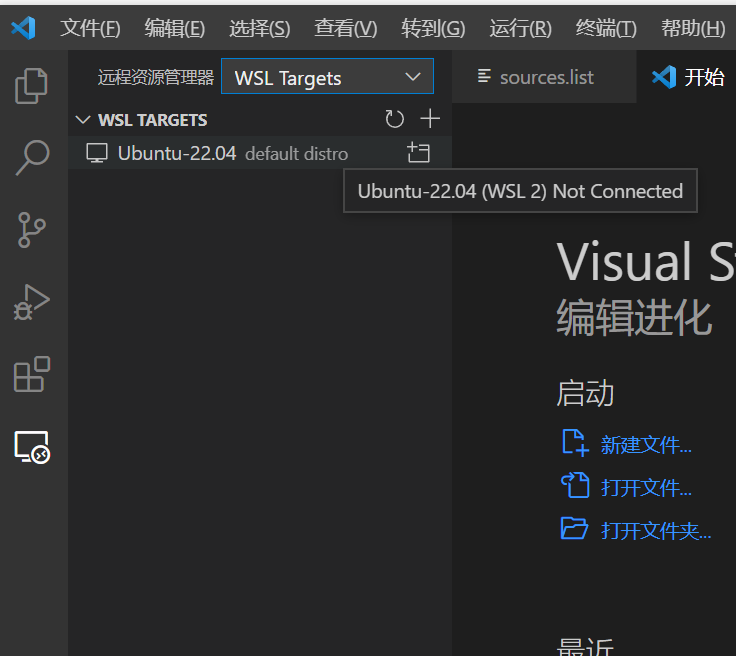 文件(F) 编辑(E) 选择(S) 查看(V) 转到(G) 运行(R) 终端(T) 帮助(H)
远程资源管理器 WSL Targets
sources.list 开始
WSL TARGETS
Ubuntu-22.04 default distro
Ubuntu-22.04 (WSL 2) Not Connected
Visual
编辑进化
启动
新建文件...
打开文件...
打开文件夹...
最近